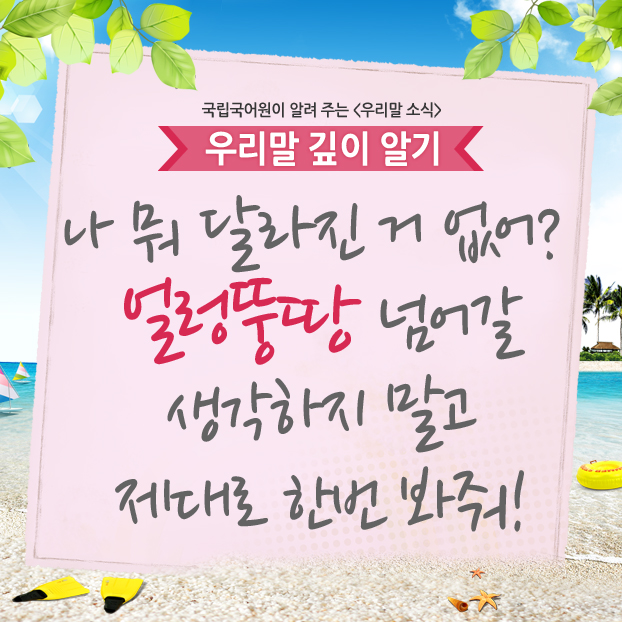 국립국어원이 알려 주는 <우리말 소식>
우리말 깊이 알기
나 뭐 달라진 거 없어?
얼렁뚱땅 넘어갈
생각하지 말고
제대로 한번 봐줘!